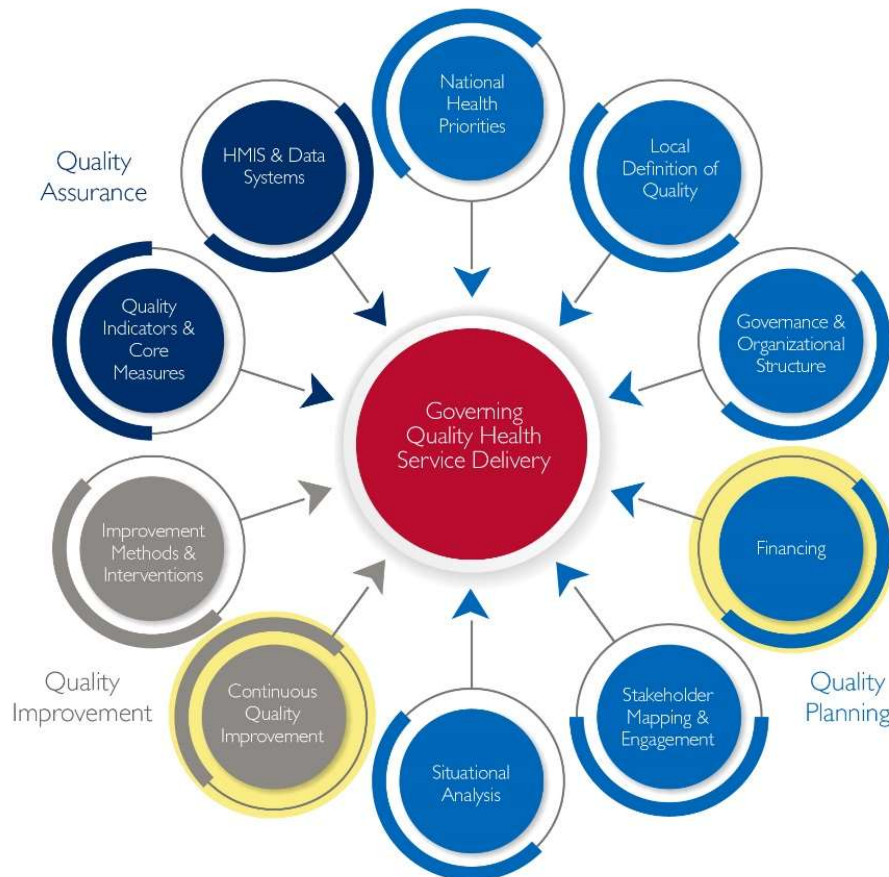 National
Health
Priorities
Local
Definition of
Quality
Governance &
Organizational
Structure
Financing
Quality
Planning
Stakeholder
Mapping &
Engagement
Situational
Analysis
Continuous
Quality
Improvement
Quality
Improvement
Improvement
Methods &
Interventions
Quality
Indicators &
Core
Measures
Quality
Assurance
HMIS & Data
Systems
Governing
Quality Health
Service Delivery